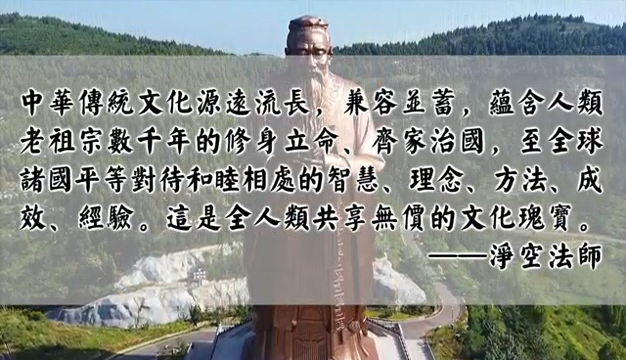 中華傳統文化源遠流長，兼容並蓄，蘊含人類
老祖宗數千年的修身立命、齊家治國，至全球
諸國平等對待和睦相處的智慧、理念、方法、成
效、經驗。這是全人類共享無價的文化瑰寶。
——淨空法師